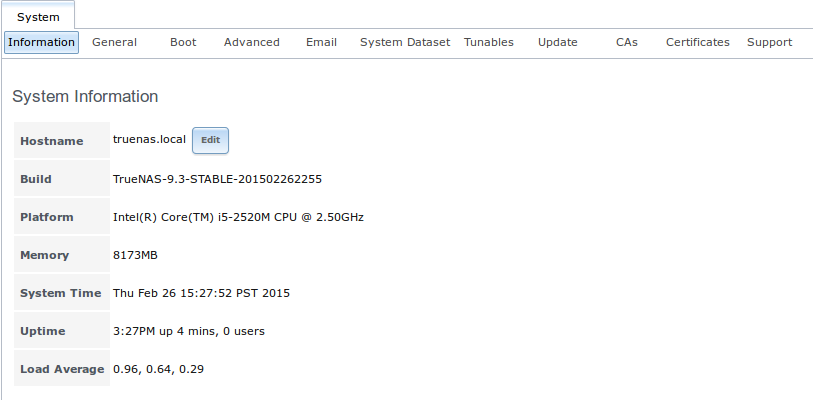 System
Information General Boot Advanced Email System Dataset Tunables Update CAs Certificates Support
System Information
Hostname truenas.local Edit
Build TrueNAS-9.3-STABLE-201502262255
Platform Intel(R) Core(TM) i5-2520M CPU @ 2.50GHz
Memory 8173MB
System Time Thu Feb 26 15:27:52 PST 2015
Uptime 3:27PM up 4 mins, 0 users
Load Average 0.96, 0.64, 0.29